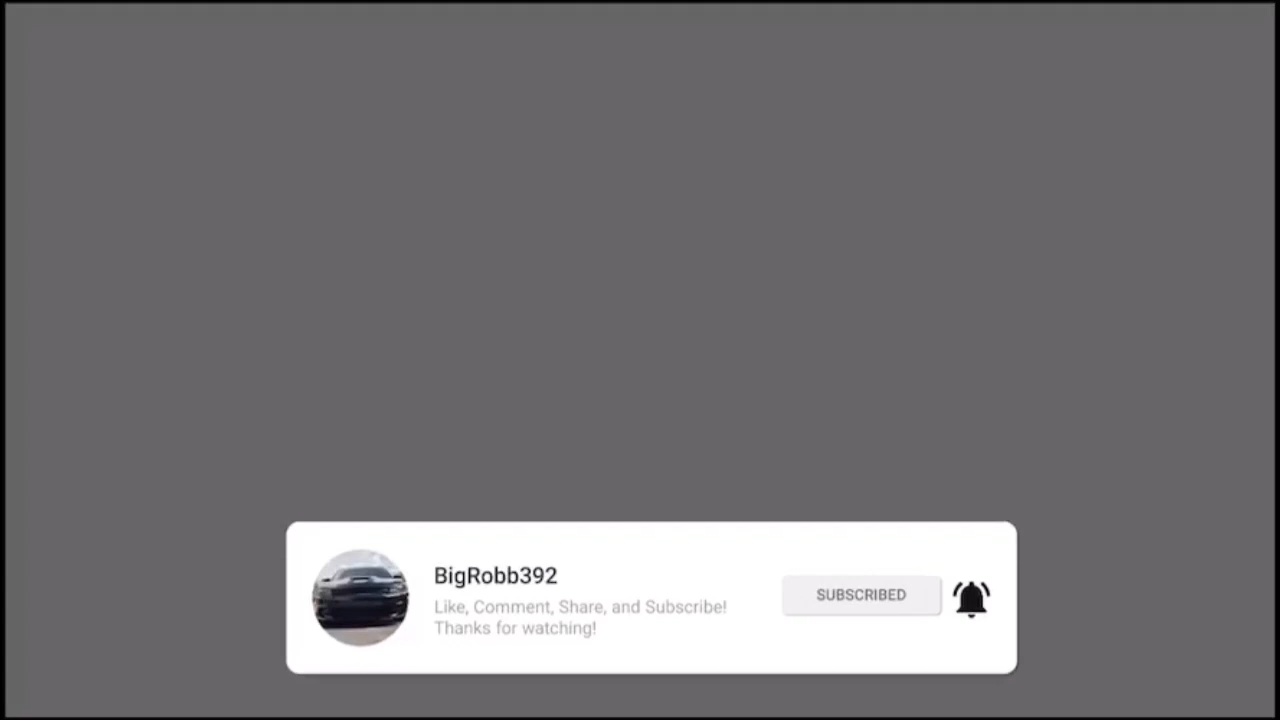 BigRobb392
Like, Comment, Share, and Subscribe!
Thanks for watching!
SUBSCRIBED